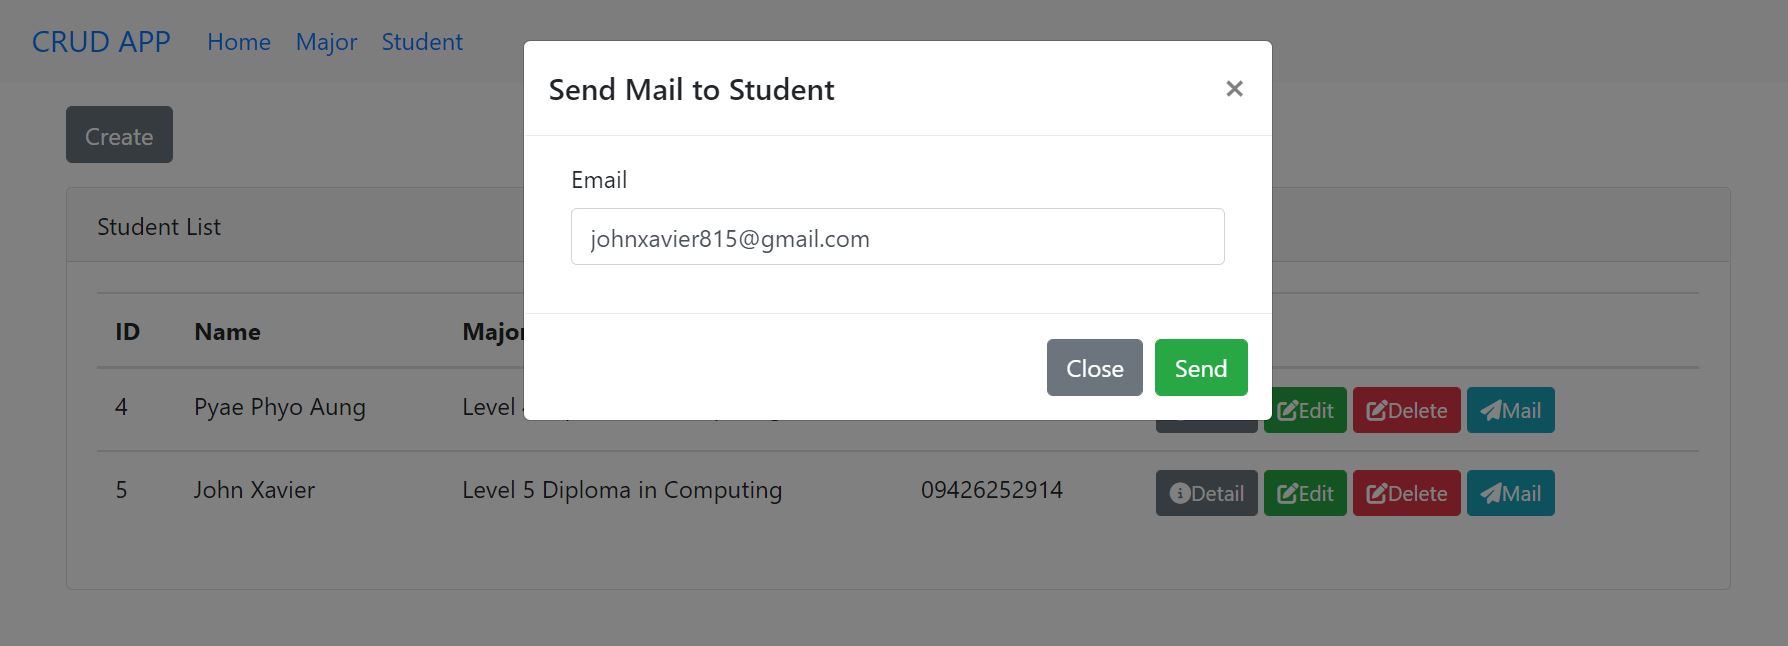 CRUD APP Home Major Student
Send Mail to Student ×
Create
Email
johnxavier815@gmail.com
Student List
ID Name Major
Close Send
4 Pyae Phyo Aung Level Edit Delete Mail
5 John Xavier Level 5 Diploma in Computing 09426252914 Detail Edit Delete Mail